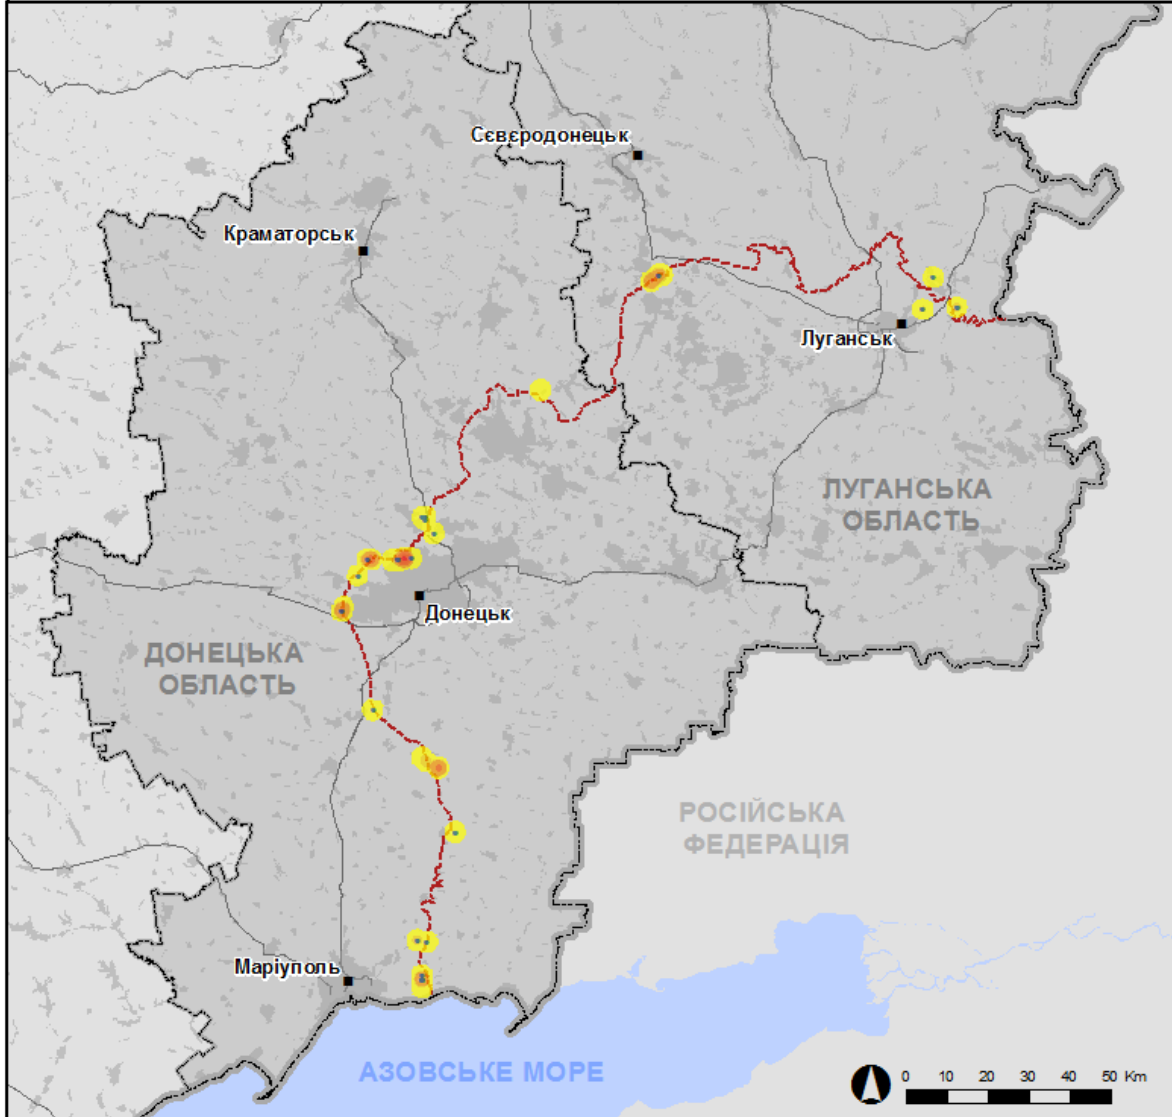 Сєвєродонецьк
Краматорськ
Луганськ
ЛУГАНСЬКА
ОБЛАСТЬ
Донецьк
ДОНЕЦЬКА
ОБЛАСТЬ
РОСІЙСЬКА
ФЕДЕРАЦІЯ
Маріуполь
АЗОВСЬКЕ МОРЕ
0 10 20 30 40 50 Km